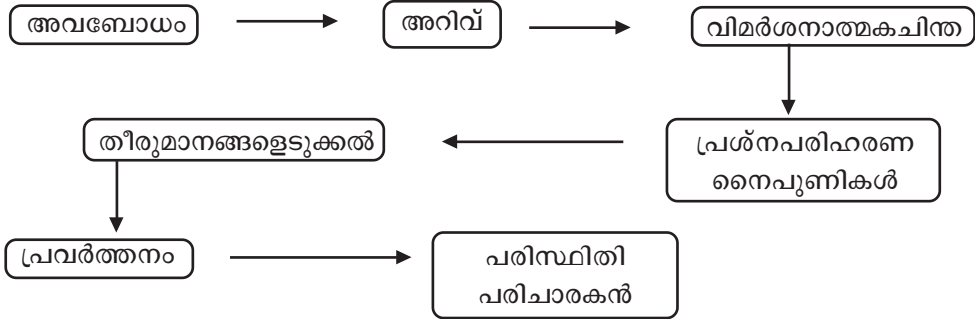 അവബോധം
അറിവ്
വിമർശനാത്മകചിന്ത
പ്രശ്നപരിഹരണ
നൈപുണികൾ
തീരുമാനങ്ങളെടുക്കൽ
പ്രവർത്തനം
പരിസ്ഥിതി
പരിചാരകൻ